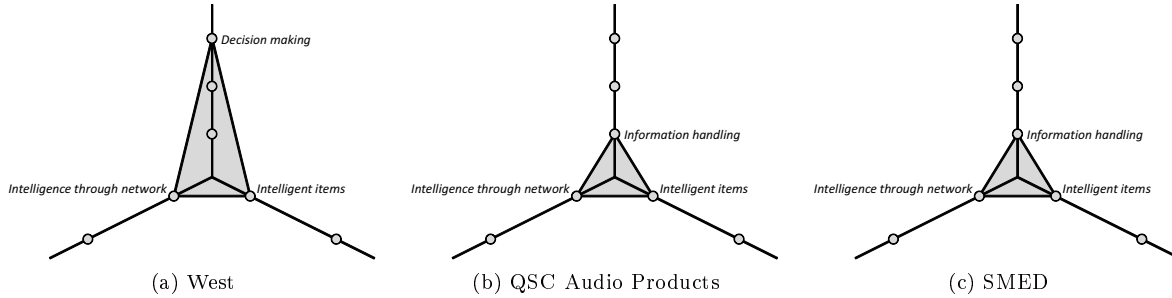 Decision making
Intelligence through network
Intelligent items
(a) West
Information handling
Intelligence through network
Intelligent items
(b) QSC Audio Products
Information handling
Intelligence through network
Intelligent items
(c) SMED